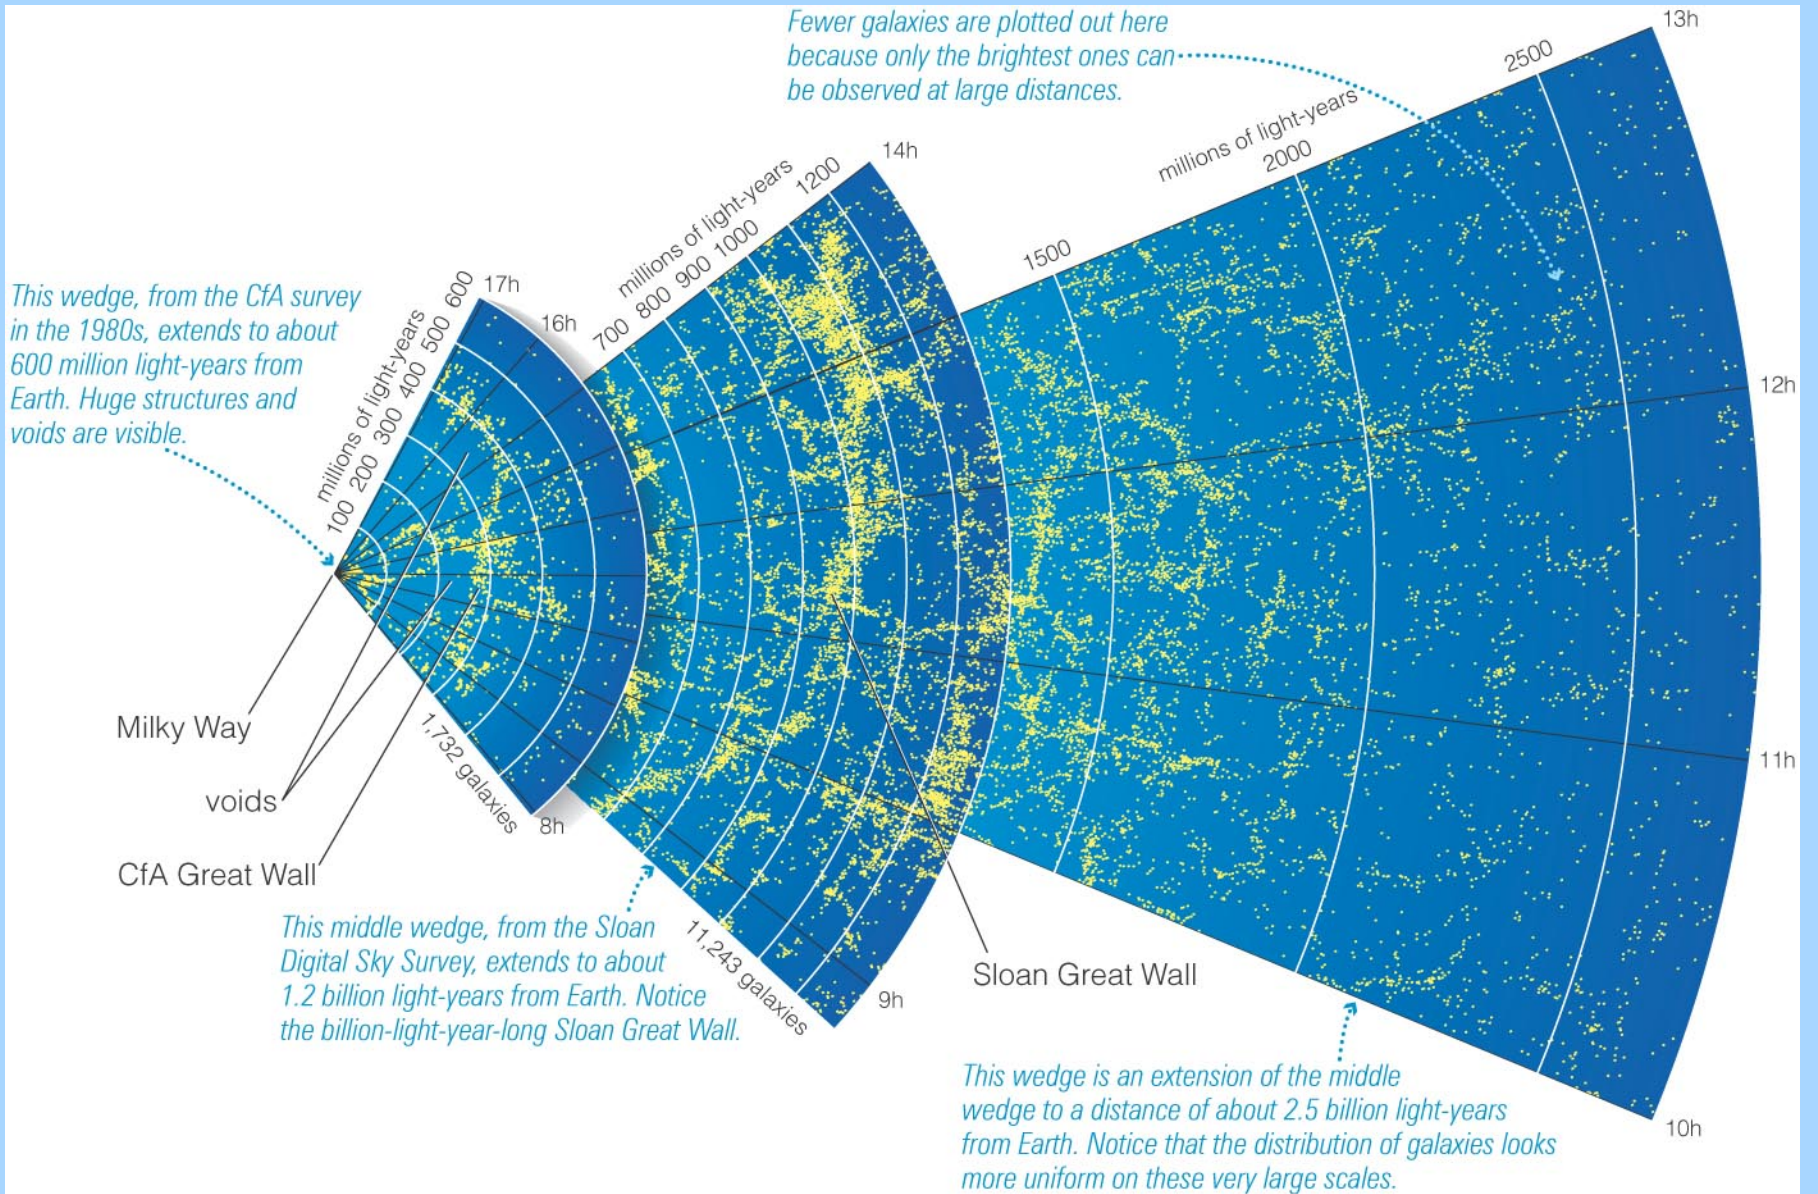 Fewer galaxies are plotted out here
because only the brightest ones can
be observed at large distances.
13h
2500
millions of light-years
2000
1500
12h
11h
10h
14h
millions of light-years
1200
1000
900
800
700
This wedge, from the CfA survey
in the 1980s, extends to about
600 million light-years from
Earth. Huge structures and
voids are visible.
17h
16h
millions of light-years
600
500
400
300
200
100
Milky Way
voids
CfA Great Wall
1,732 galaxies
8h
This middle wedge, from the Sloan
Digital Sky Survey, extends to about
1.2 billion light-years from Earth. Notice
the billion-light-year-long Sloan Great Wall.
11,243 galaxies
9h
Sloan Great Wall
This wedge is an extension of the middle
wedge to a distance of about 2.5 billion light-years
from Earth. Notice that the distribution of galaxies looks
more uniform on these very large scales.